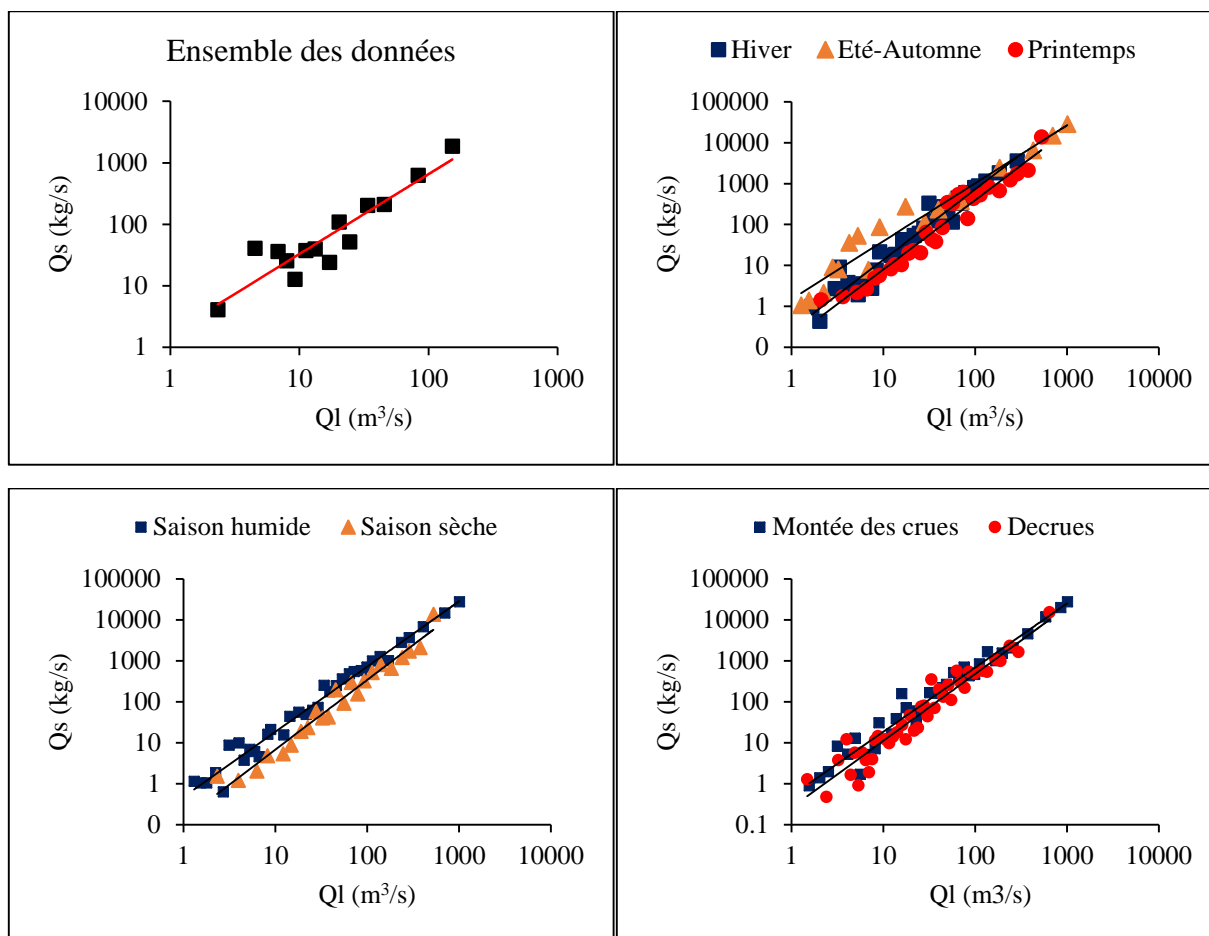 Ensemble des données
10000
1000
100
10
1
1 10 100 1000
Qs (kg/s)
Ql (m³/s)
Hiver Eté-Automne Printemps
100000
10000
1000
100
10
1
0
1 10 100 1000 10000
Qs (kg/s)
Ql (m³/s)
Saison humide Saison sèche
100000
10000
1000
100
10
1
0
1 10 100 1000 10000
Qs (kg/s)
Ql (m³/s)
Montée des crues Decrues
100000
10000
1000
100
10
1
0.1
1 10 100 1000 10000
Qs (kg/s)
Ql (m3/s)